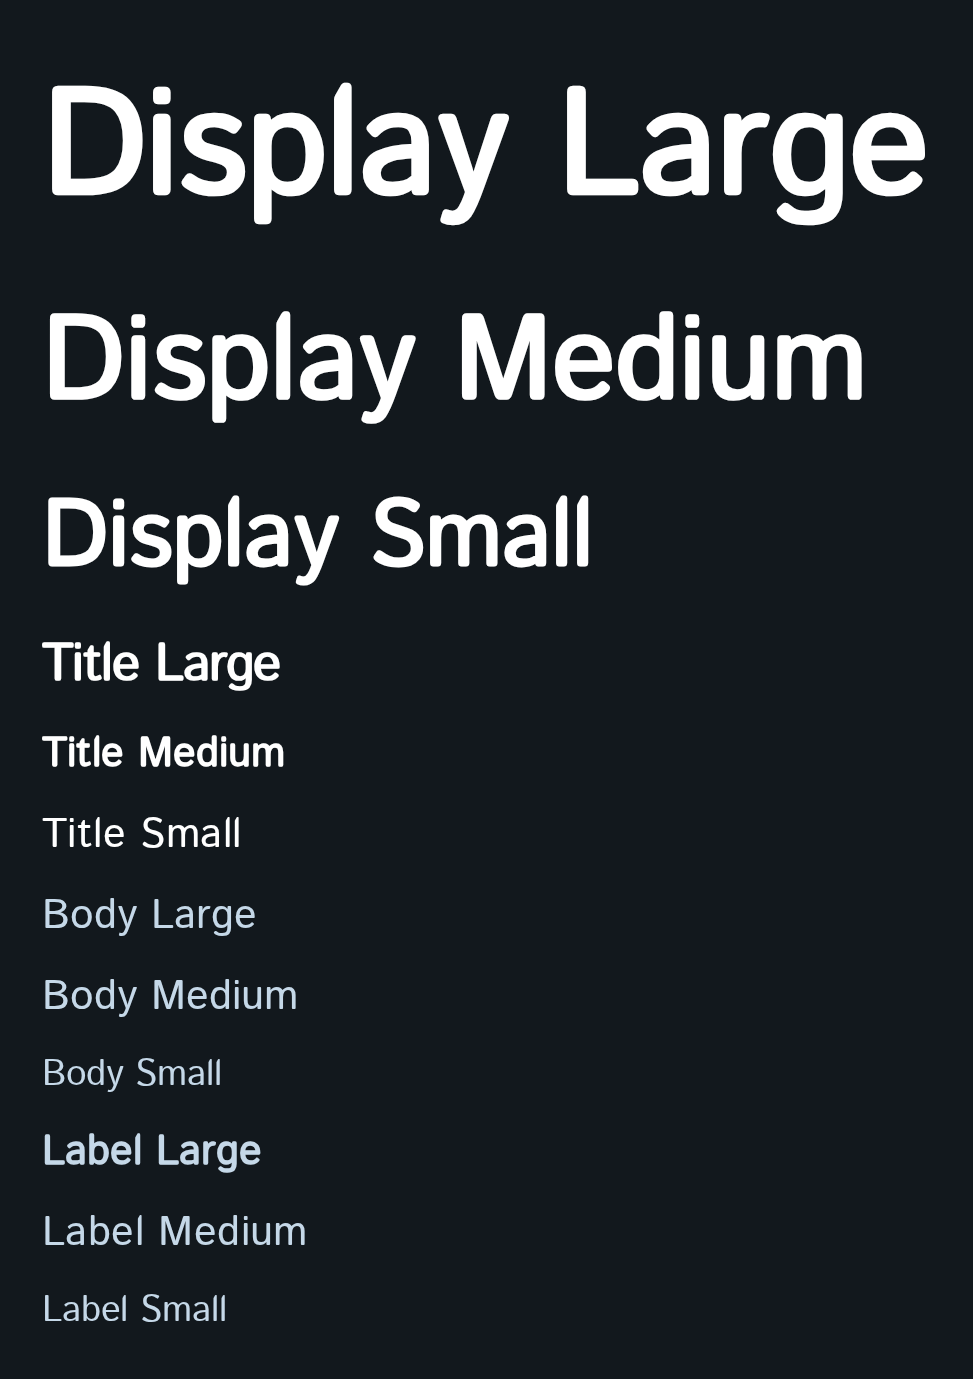 Display Large
Display Medium
Display Small
Title Large
Title Medium
Title Small
Body Large
Body Medium
Body Small
Label Large
Label Medium
Label Small